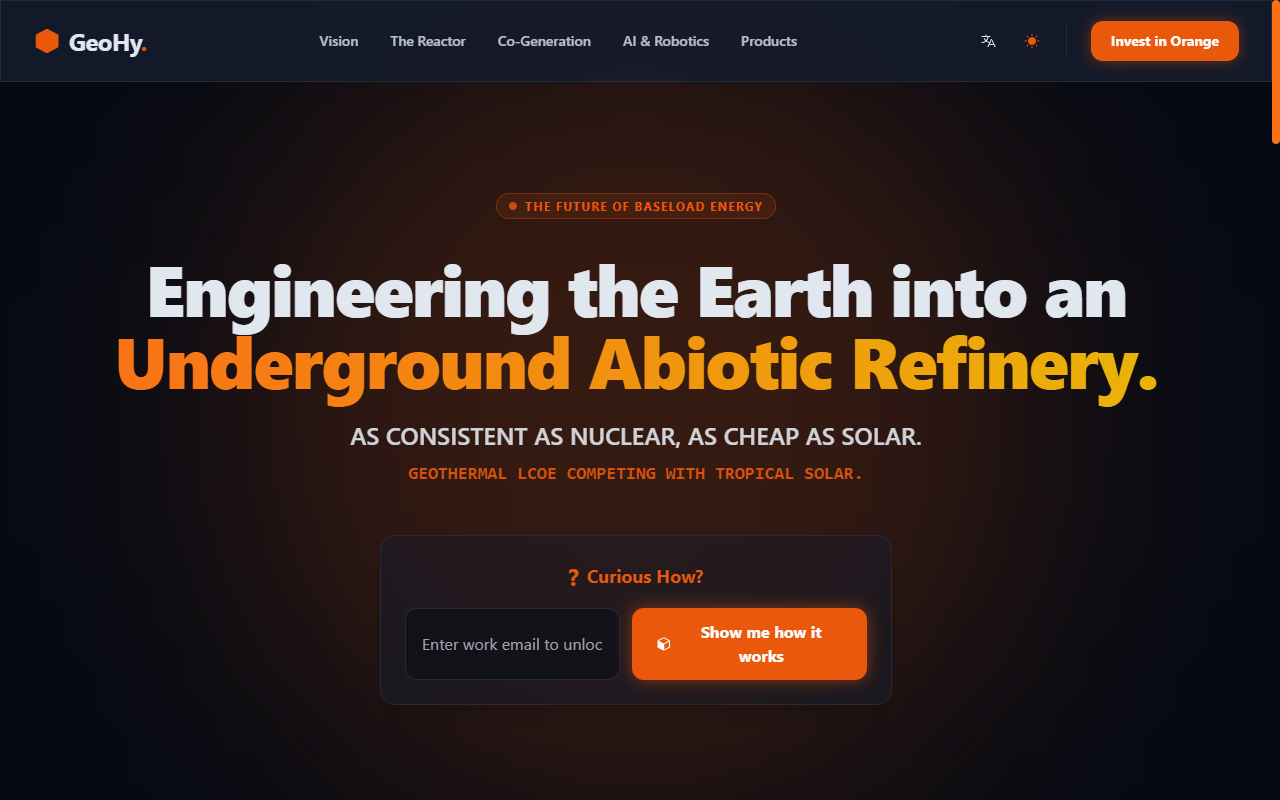 GeoHy.
Vision
The Reactor
Co-Generation
AI & Robotics
Products
Invest in Orange
THE FUTURE OF BASELOAD ENERGY
Engineering the Earth into an
Underground Abiotic Refinery.
AS CONSISTENT AS NUCLEAR, AS CHEAP AS SOLAR.
GEOTHERMAL LCOE COMPETING WITH TROPICAL SOLAR.
❓ Curious How?
Enter work email to unloc
Show me how it
works